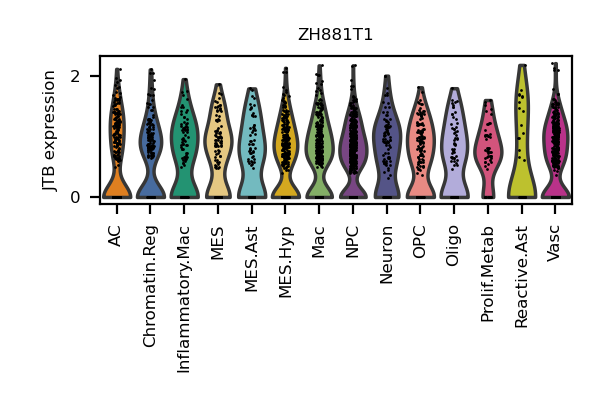 ZH881T1
JTB expression
2
0
AC
Chromatin.Reg
Inflammatory.Mac
MES
MES.Ast
MES.Hyp
Mac
NPC
Neuron
OPC
Oligo
Prolif.Metab
Reactive.Ast
Vasc